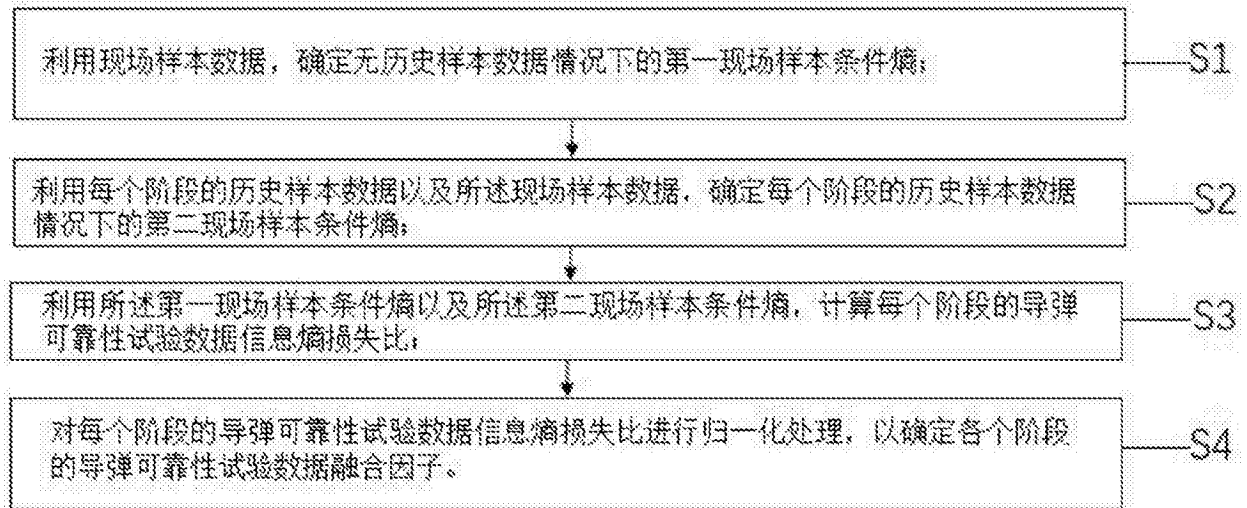 利用现场样本数据，确定无历史样本数据情况下的第一现场样本条件熵；
S1
利用每个阶段的历史样本数据以及所述现场样本数据，确定每个阶段的历史样本数据
情况下的第二现场样本条件熵；
S2
利用所述第一现场样本条件熵以及所述第二现场样本条件熵，计算每个阶段的导弹
可靠性试验数据信息熵损失比；
S3
对每个阶段的导弹可靠性试验数据信息熵损失比进行归一化处理，以确定各个阶段
的导弹可靠性试验数据融合因子。
S4